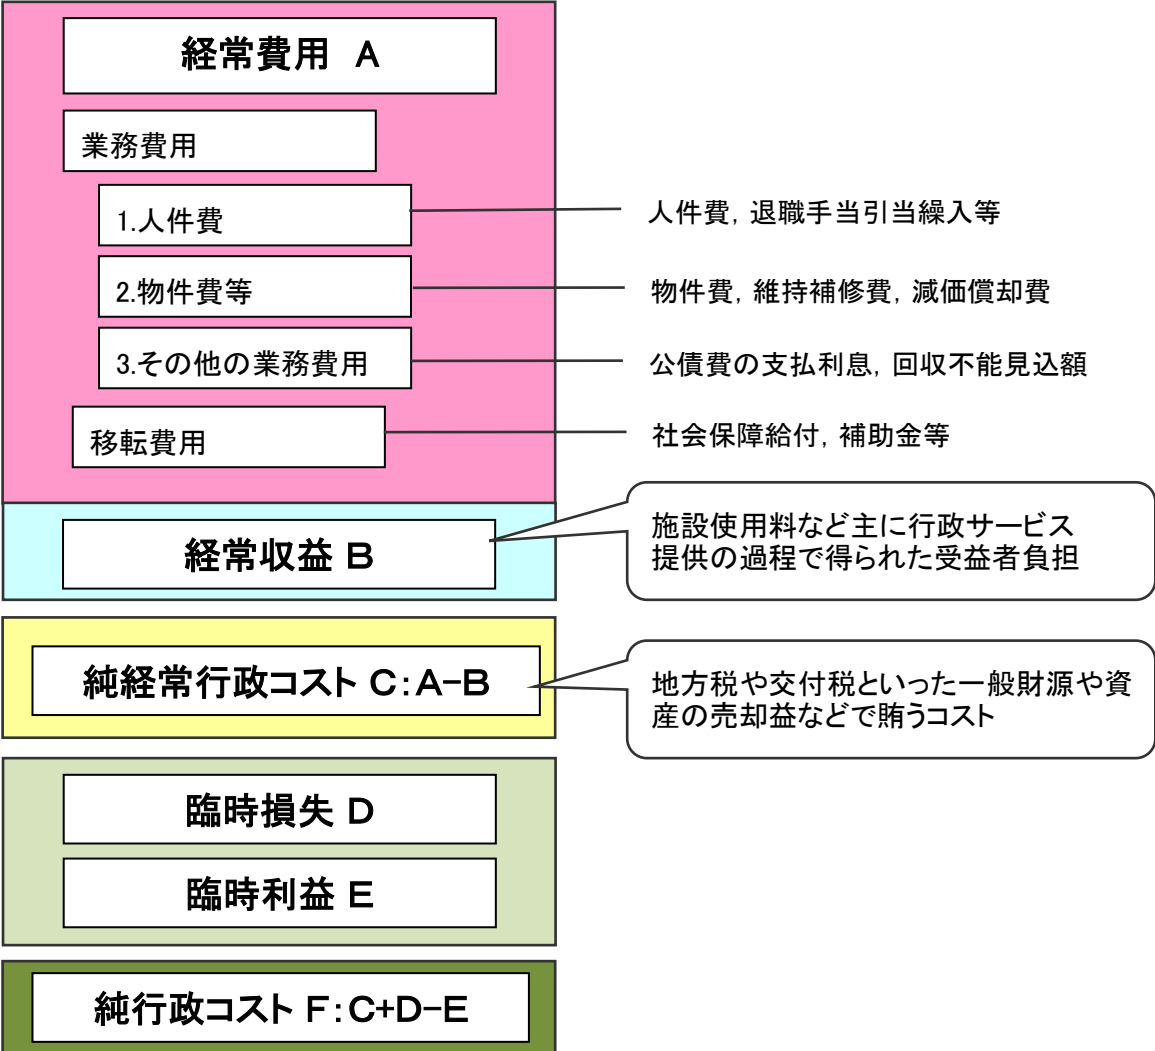 経常費用 A
業務費用
1.人件費
人件費，退職手当引当繰入等
2.物件費等
物件費，維持補修費，減価償却費
3.その他の業務費用
公債費の支払利息，回収不能見込額
移転費用
社会保障給付，補助金等
経常収益 B
施設使用料など主に行政サービス
提供の過程で得られた受益者負担
純経常行政コスト C：A-B
地方税や交付税といった一般財源や資
産の売却益などで賄うコスト
臨時損失 D
臨時利益 E
純行政コスト F：C+D-E